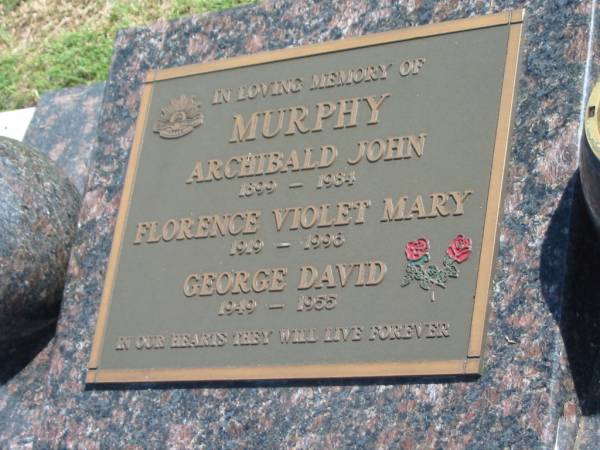 IN LOVING MEMORY OF
MURPHY
ARCHIBALD JOHN
1899 - 1984
FLORENCE VIOLET MARY
1919 - 1996
GEORGE DAVID
1949 - 1955
IN OUR HEARTS THEY WILL LIVE FOREVER